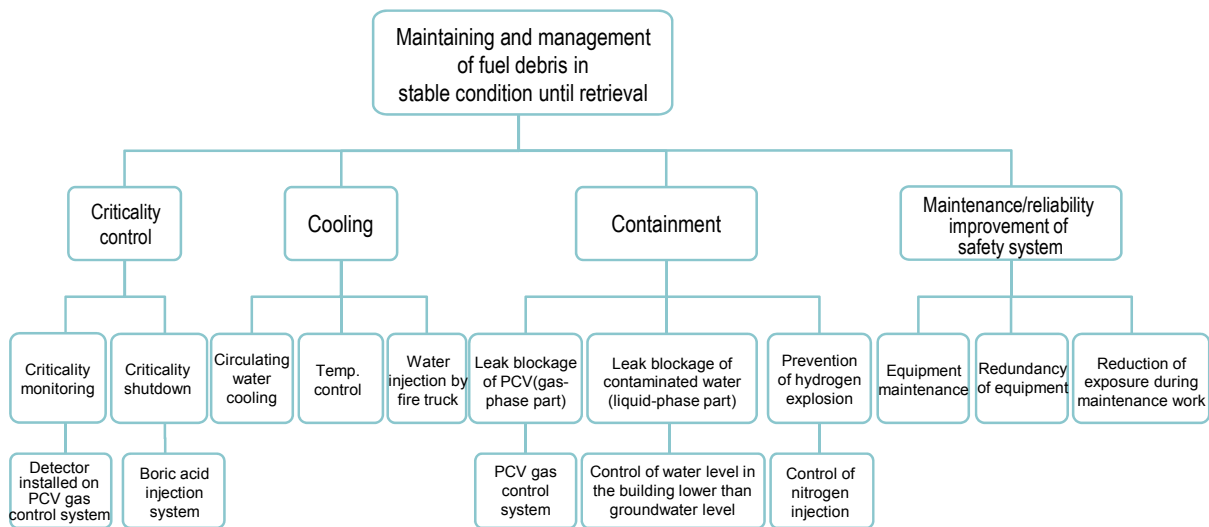 Maintaining and management
of fuel debris in
stable condition until retrieval
Criticality
control
Cooling
Containment
Maintenance/reliability
improvement of
safety system
Criticality
monitoring
Criticality
shutdown
Circulating
water
cooling
Temp.
control
Water
injection by
fire truck
Leak blockage
of PCV(gas-
phase part)
Leak blockage of
contaminated water
(liquid-phase part)
Prevention
of hydrogen
explosion
Equipment
maintenance
Redundancy
of equipment
Reduction of
exposure during
maintenance work
Detector
installed on
PCV gas
control system
Boric acid
injection
system
PCV gas
control
system
Control of water level in
the building lower than
groundwater level
Control of
nitrogen
injection